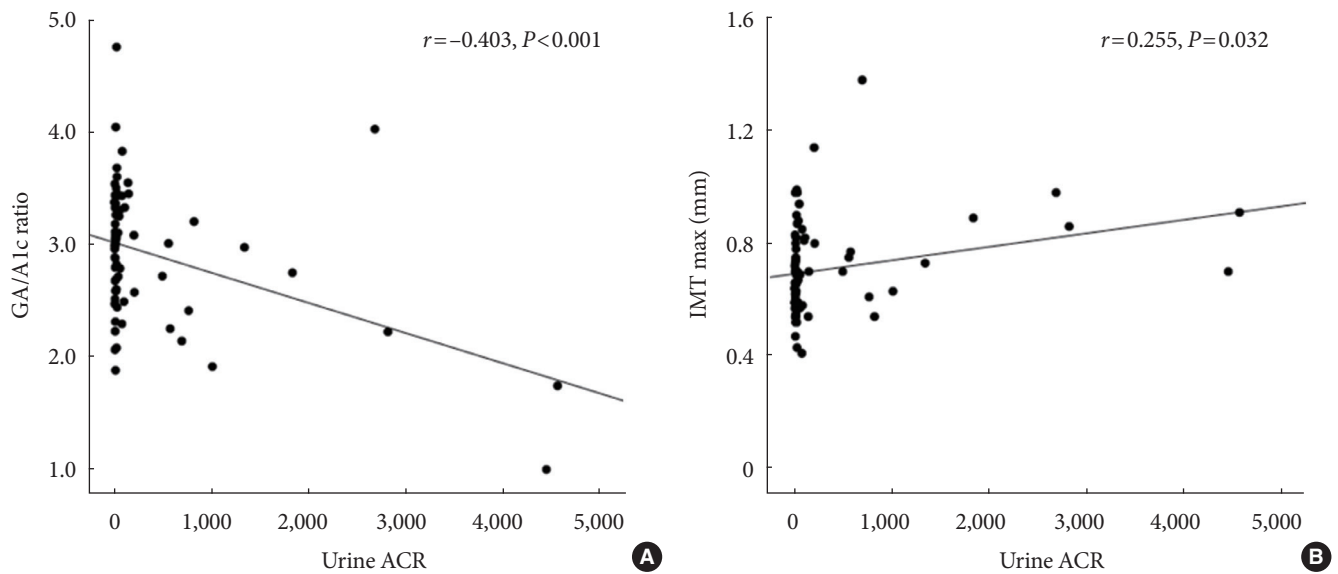 5.0
4.0
3.0
2.0
1.0
GA/A1c ratio
r=–0.403, P<0.001
0 1,000 2,000 3,000 4,000 5,000
Urine ACR
A
1.6
1.2
0.8
0.4
0
IMT max (mm)
r=0.255, P=0.032
0 1,000 2,000 3,000 4,000 5,000
Urine ACR
B